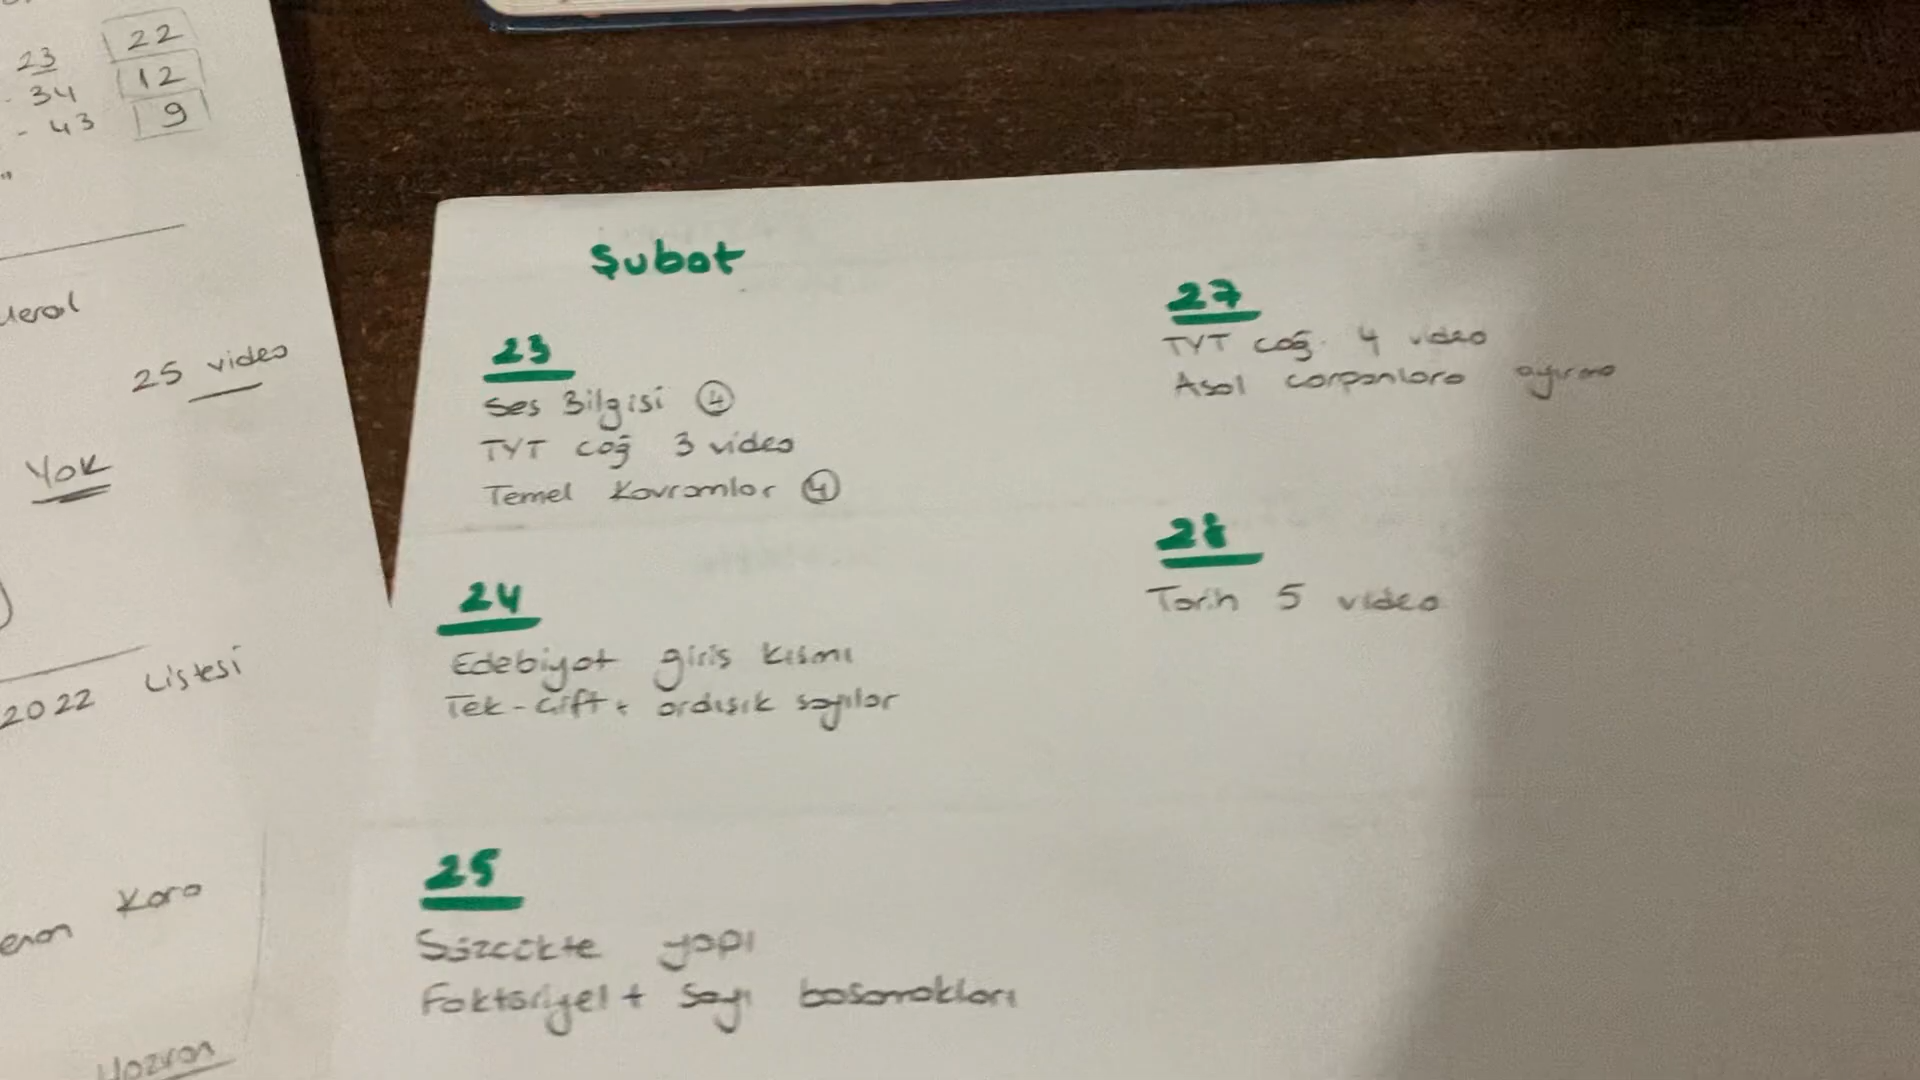 23 22
34 12
- 43 9
25 video
Yok
2022 Listesi
Kara
Haziran
Şubat
23
Ses Bilgisi ④
TYT coğ 3 video
Temel Kavramlar ④
24
Edebiyat giriş kısmı
Tek-Çift + ardışık sayılar
25
Sözcükte yapı
Faktöriyel + Sayı basamakları
27
TYT coğ. 4 video
Asal çarpanlara ayırma
28
Tarih 5 video